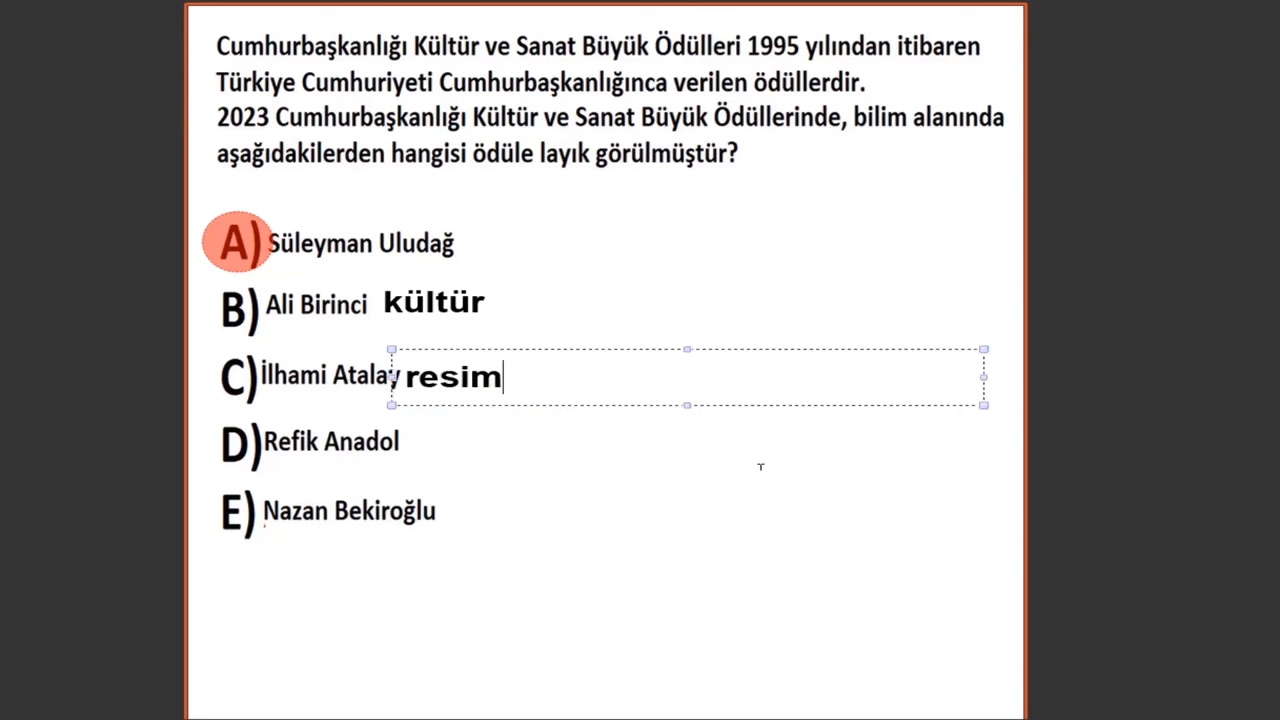 Cumhurbaşkanlığı Kültür ve Sanat Büyük Ödülleri 1995 yılından itibaren
Türkiye Cumhuriyeti Cumhurbaşkanlığınca verilen ödüllerdir.
2023 Cumhurbaşkanlığı Kültür ve Sanat Büyük Ödüllerinde, bilim alanında
aşağıdakilerden hangisi ödüle layık görülmüştür?
A) Süleyman Uludağ
B) Ali Birinci kültür
C) İlhami Atalay resim
D) Refik Anadol
E) Nazan Bekiroğlu